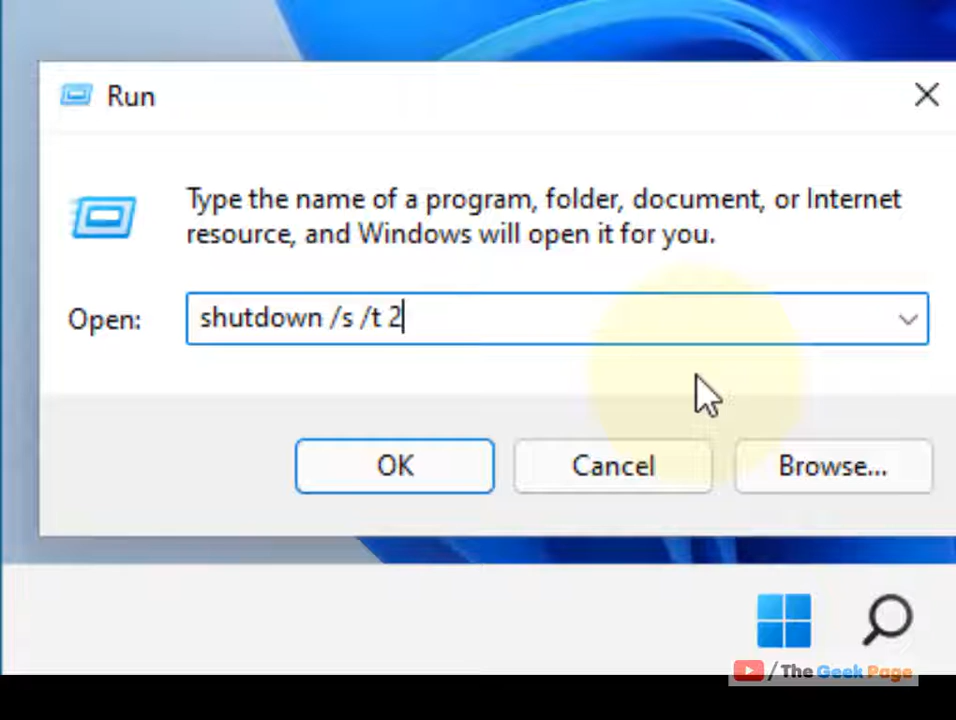 Run
Type the name of a program, folder, document, or Internet
resource, and Windows will open it for you.
Open:
shutdown /s /t 2
OK
Cancel
Browse...
/The Geek Page